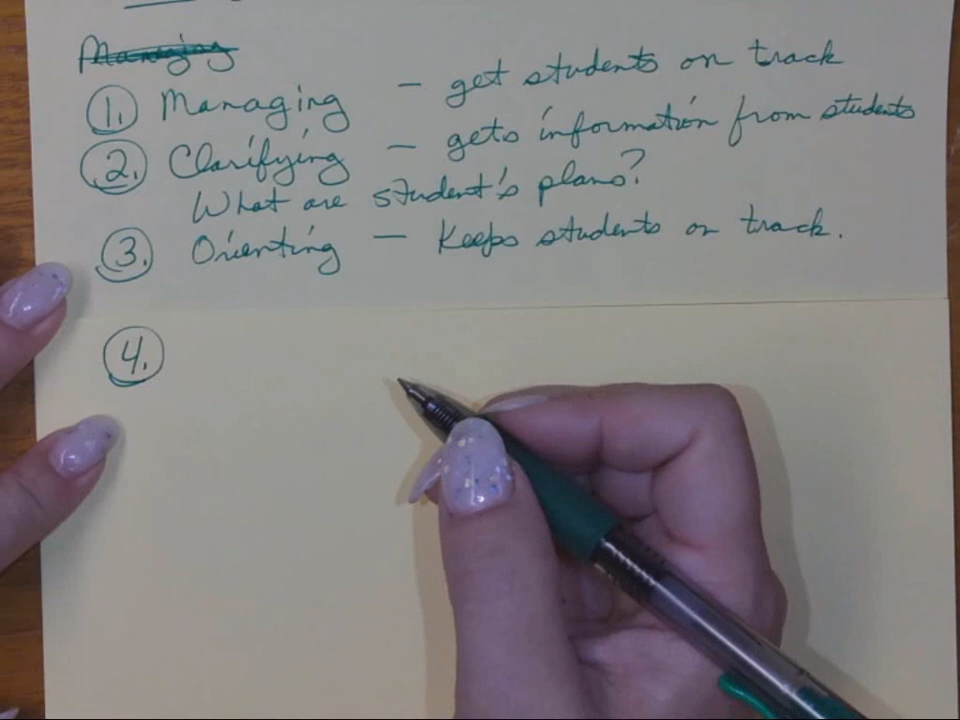 Managing
1. Managing - get students on track
2. Clarifying - gets information from students
What are student's plans?
3. Orienting - Keeps students on track.
4.